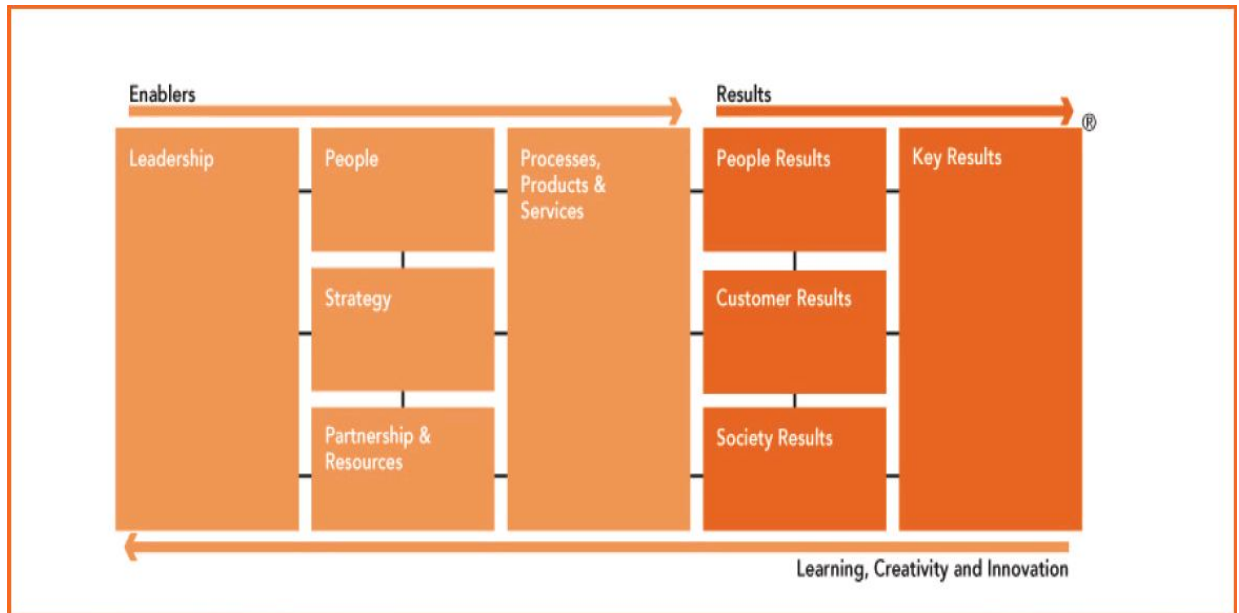 Enablers
Results
®
Leadership
People
Processes,
Products &
Services
People Results
Key Results
Strategy
Customer Results
Partnership &
Resources
Society Results
Learning, Creativity and Innovation